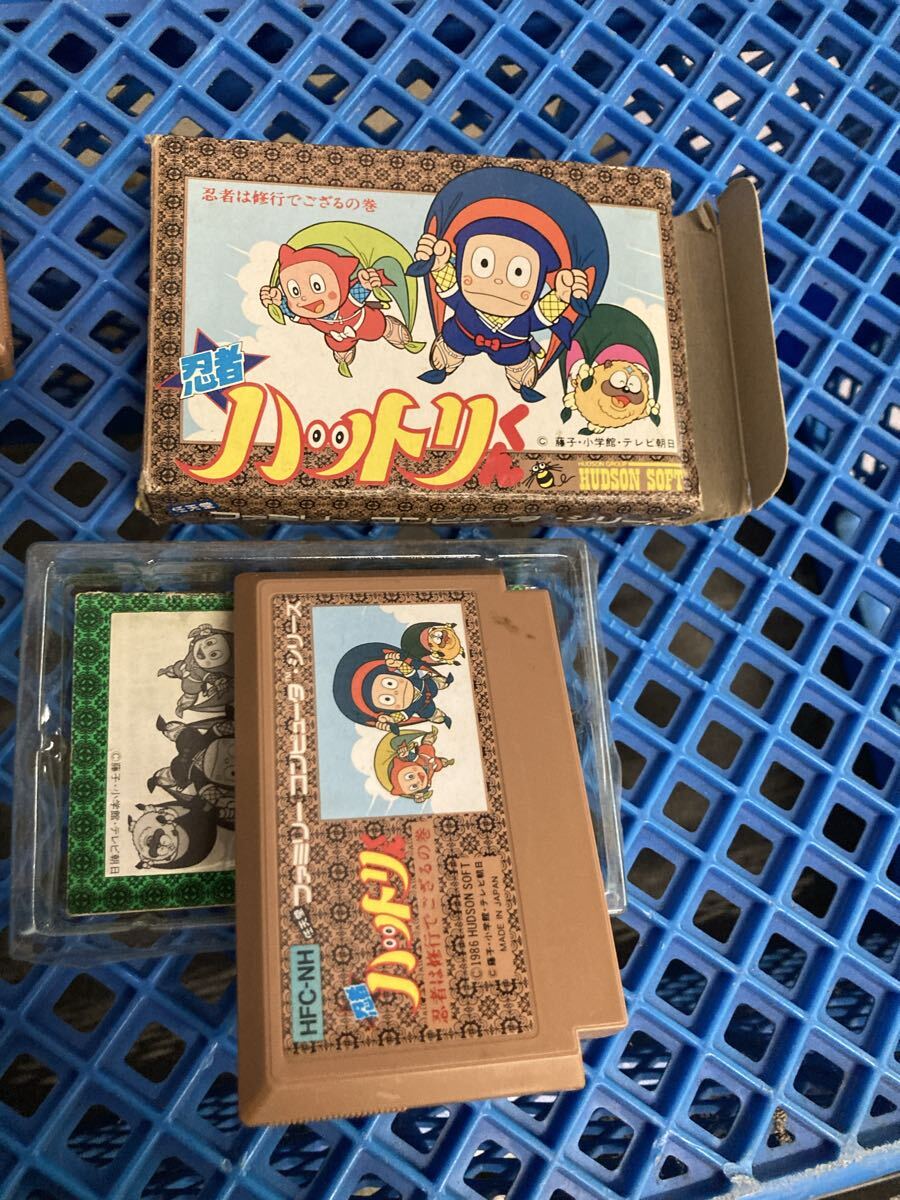 忍者は修行でござるの巻
忍者
ハットリくん
© 藤子・小学館・テレビ朝日
HUDSON GROUP
HUDSON SOFT
©藤子・小学館・テレビ朝日
ファミリーコンピュータ™シリーズ
HFC-NH
忍者
ハットリくん
忍者は修行でござるの巻
©1986 HUDSON SOFT
©藤子・小学館・テレビ朝日
MADE IN JAPAN